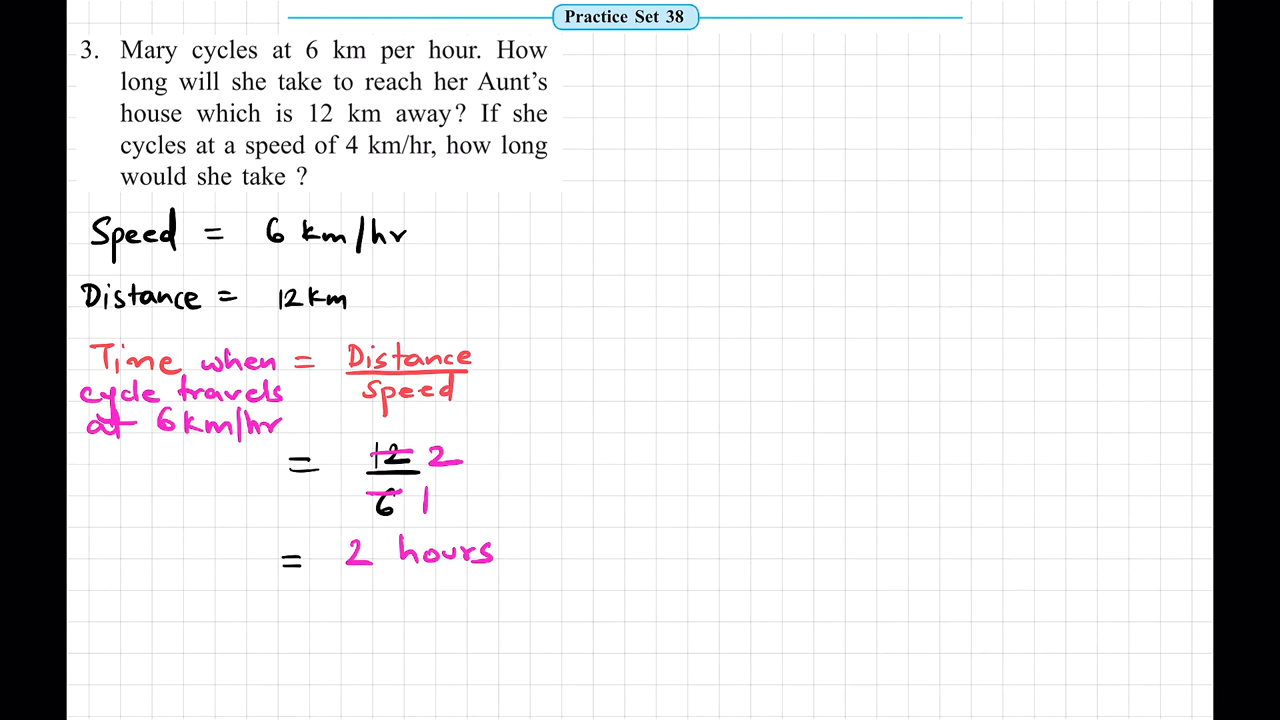 Practice Set 38
3. Mary cycles at 6 km per hour. How
long will she take to reach her Aunt's
house which is 12 km away? If she
cycles at a speed of 4 km/hr, how long
would she take ?
Speed = 6 km/hr
Distance = 12 km
Time when = Distance
Speed
cycle travels
at 6 km/hr
= 12 2
6 1
= 2 hours